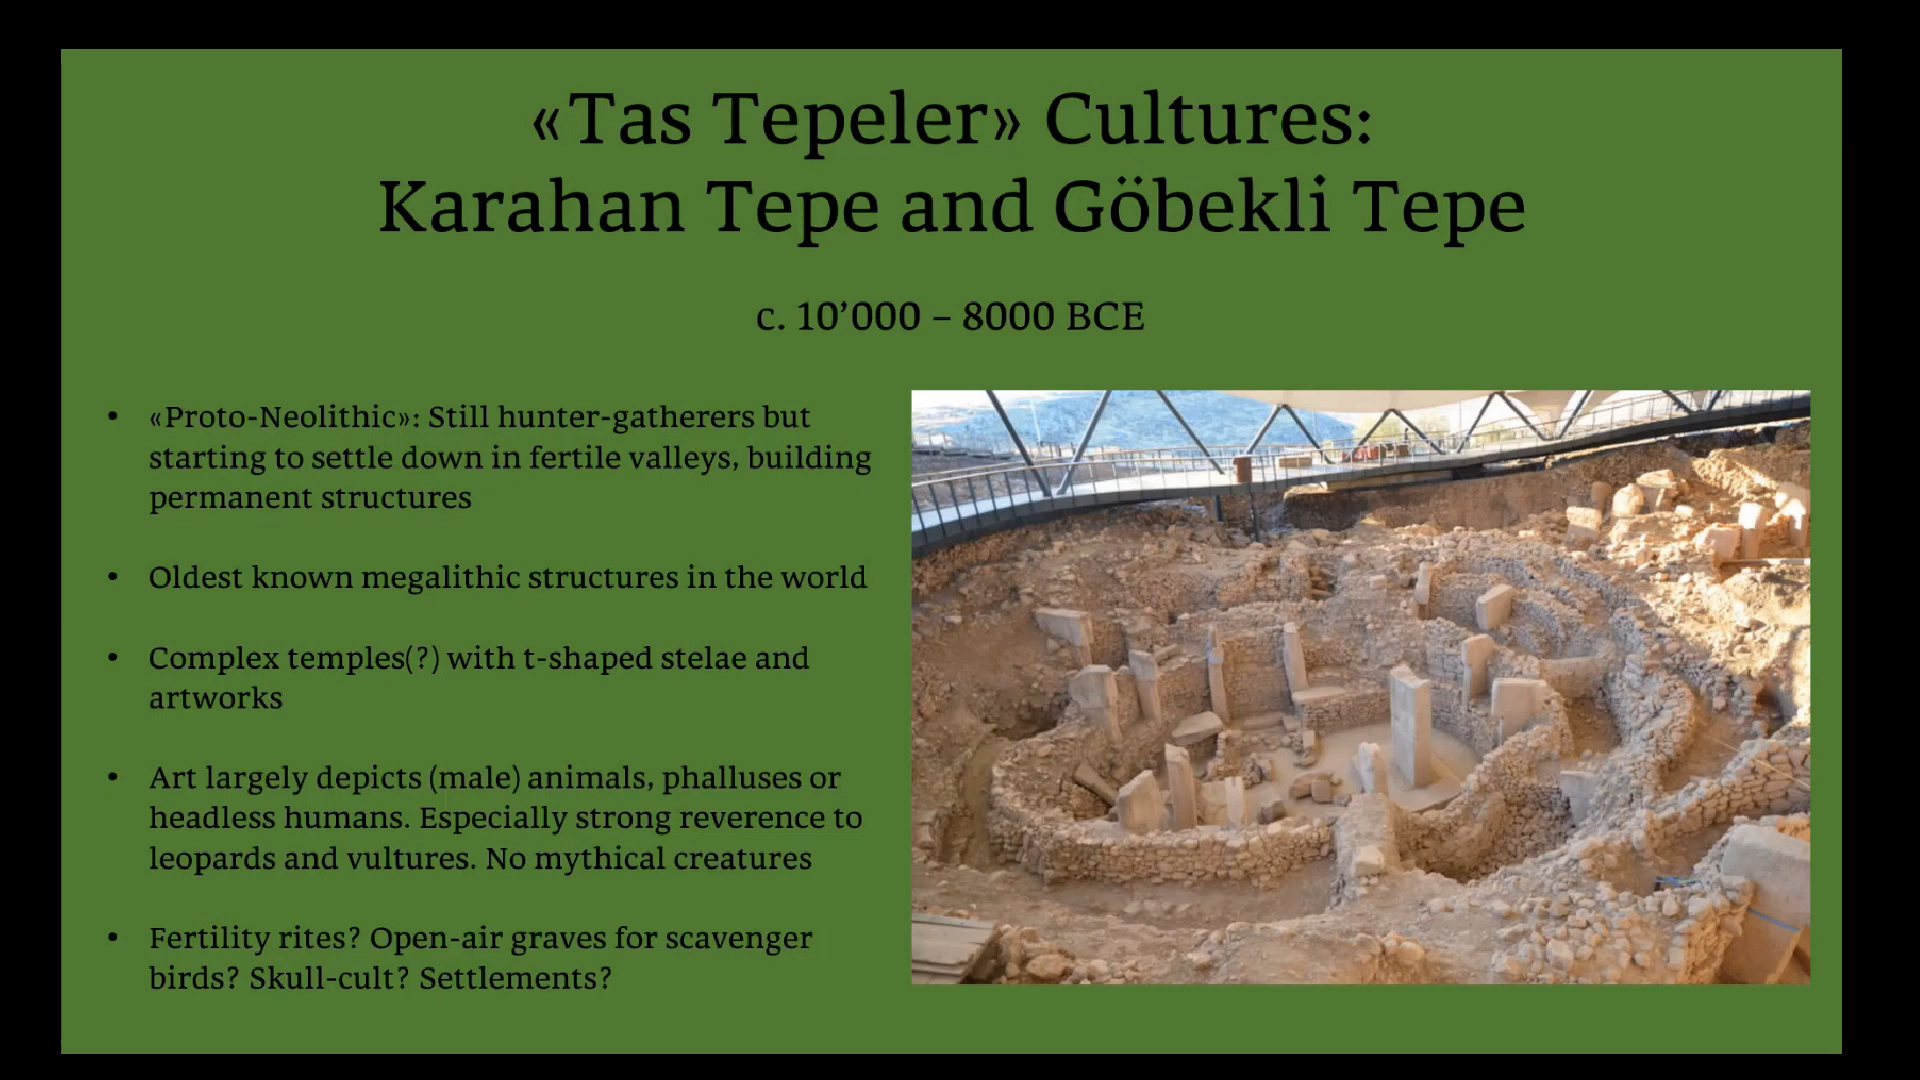 «Tas Tepeler» Cultures:
Karahan Tepe and Göbekli Tepe
c. 10’000 – 8000 BCE
• «Proto-Neolithic»: Still hunter-gatherers but
starting to settle down in fertile valleys, building
permanent structures
• Oldest known megalithic structures in the world
• Complex temples(?) with t-shaped stelae and
artworks
• Art largely depicts (male) animals, phalluses or
headless humans. Especially strong reverence to
leopards and vultures. No mythical creatures
• Fertility rites? Open-air graves for scavenger
birds? Skull-cult? Settlements?